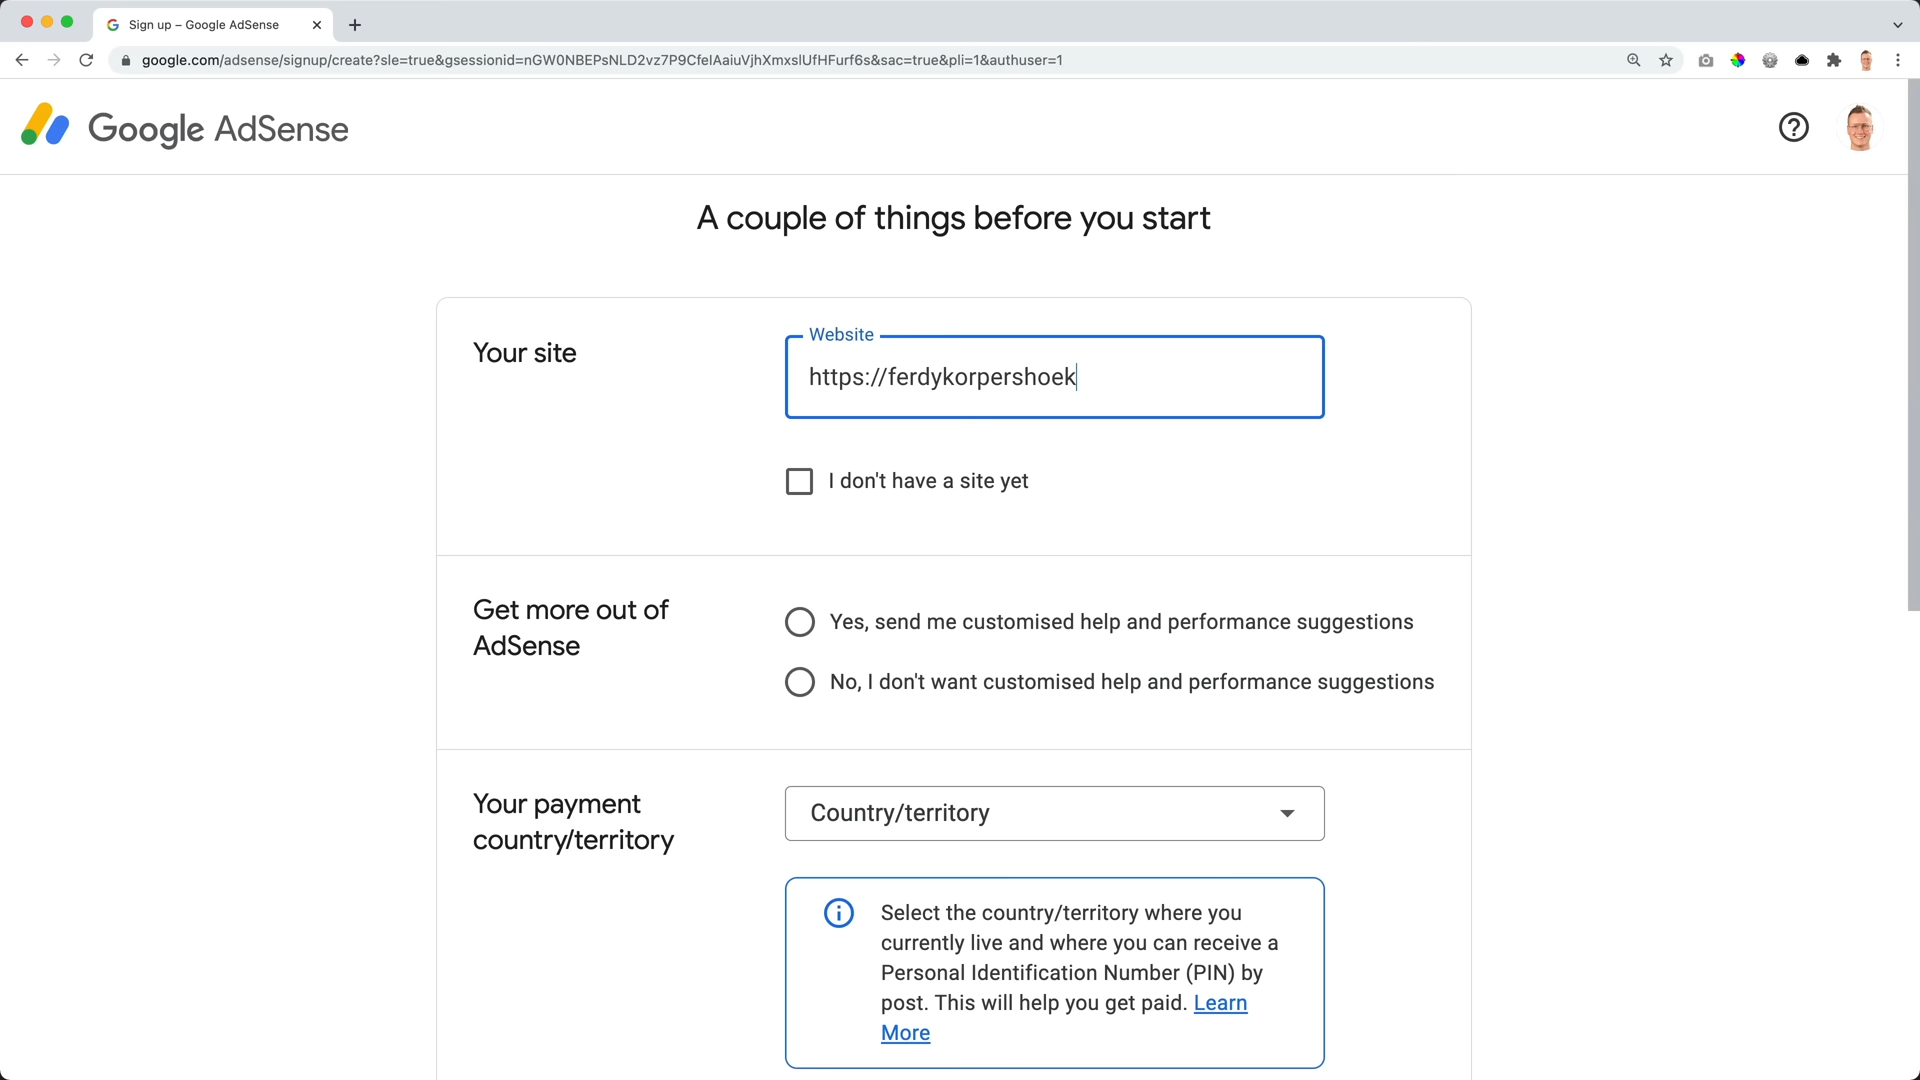 Sign up – Google AdSense
google.com/adsense/signup/create?sle=true&gsessionid=nGW0NBEPsNLD2vz7P9CfelAaiuVjhXmxslUfHFurf6s&sac=true&pli=1&authuser=1
Google AdSense
A couple of things before you start
Your site
Website
https://ferdykorpershoek
I don't have a site yet
Get more out of
AdSense
Yes, send me customised help and performance suggestions
No, I don't want customised help and performance suggestions
Your payment
country/territory
Country/territory
Select the country/territory where you
currently live and where you can receive a
Personal Identification Number (PIN) by
post. This will help you get paid. Learn
More